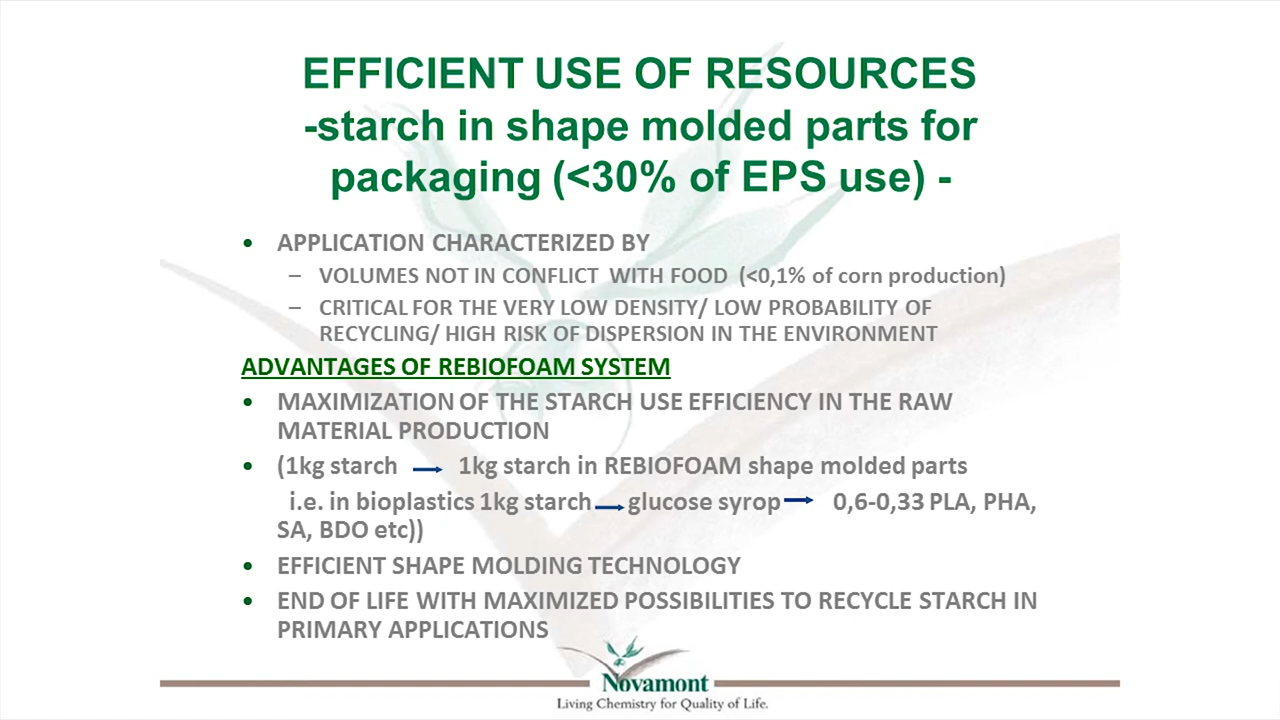 EFFICIENT USE OF RESOURCES
-starch in shape molded parts for
packaging (<30% of EPS use) -
• APPLICATION CHARACTERIZED BY
– VOLUMES NOT IN CONFLICT WITH FOOD (<0,1% of corn production)
– CRITICAL FOR THE VERY LOW DENSITY/ LOW PROBABILITY OF
RECYCLING/ HIGH RISK OF DISPERSION IN THE ENVIRONMENT
ADVANTAGES OF REBIOFOAM SYSTEM
• MAXIMIZATION OF THE STARCH USE EFFICIENCY IN THE RAW
MATERIAL PRODUCTION
• (1kg starch → 1kg starch in REBIOFOAM shape molded parts
i.e. in bioplastics 1kg starch → glucose syrop → 0,6-0,33 PLA, PHA,
SA, BDO etc))
• EFFICIENT SHAPE MOLDING TECHNOLOGY
• END OF LIFE WITH MAXIMIZED POSSIBILITIES TO RECYCLE STARCH IN
PRIMARY APPLICATIONS
Novamont
Living Chemistry for Quality of Life.